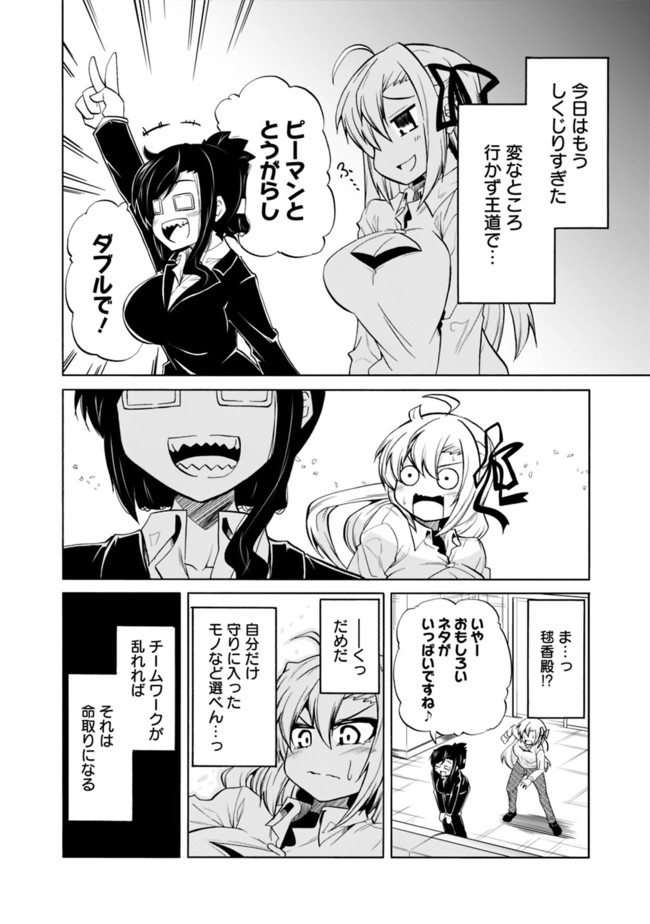 今日はもう
しくじりすぎた
変なところ
行かず王道で…
ふ…
ピーマンと
とうがらし
ダブルで！
ま…っ
毬香殿!?
いやー
おもしろい
ネタが
いっぱいですね♪
――くっ
だめだ
自分だけ
守りに入った
モノなど選べん…っ
チームワークが
乱れれば
それは
命取りになる